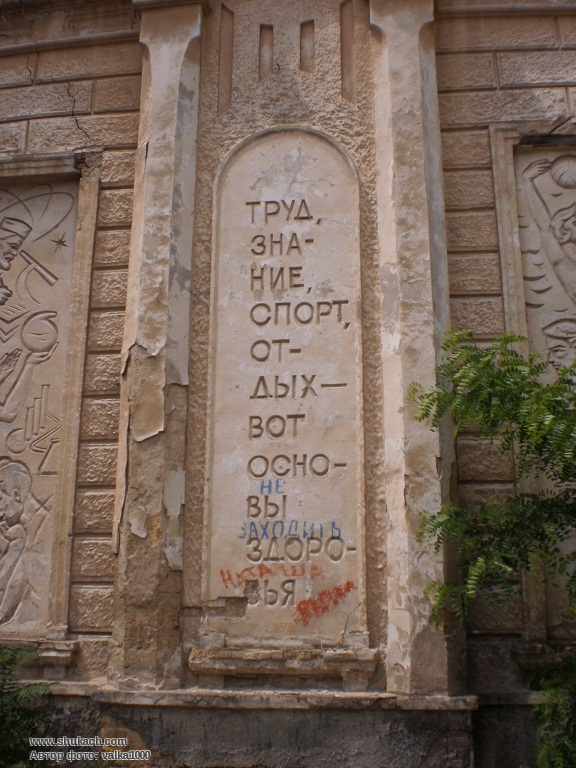 ТРУД,
ЗНА-
НИЕ,
СПОРТ,
ОТ-
ДЫХ—
ВОТ
ОСНО-
НЕ
ВЫ
ЗАХОДИТЬ
ЗДОРО-
НАТАША
ВЬЯ
www.shukach.com
Автор фото: valka1000